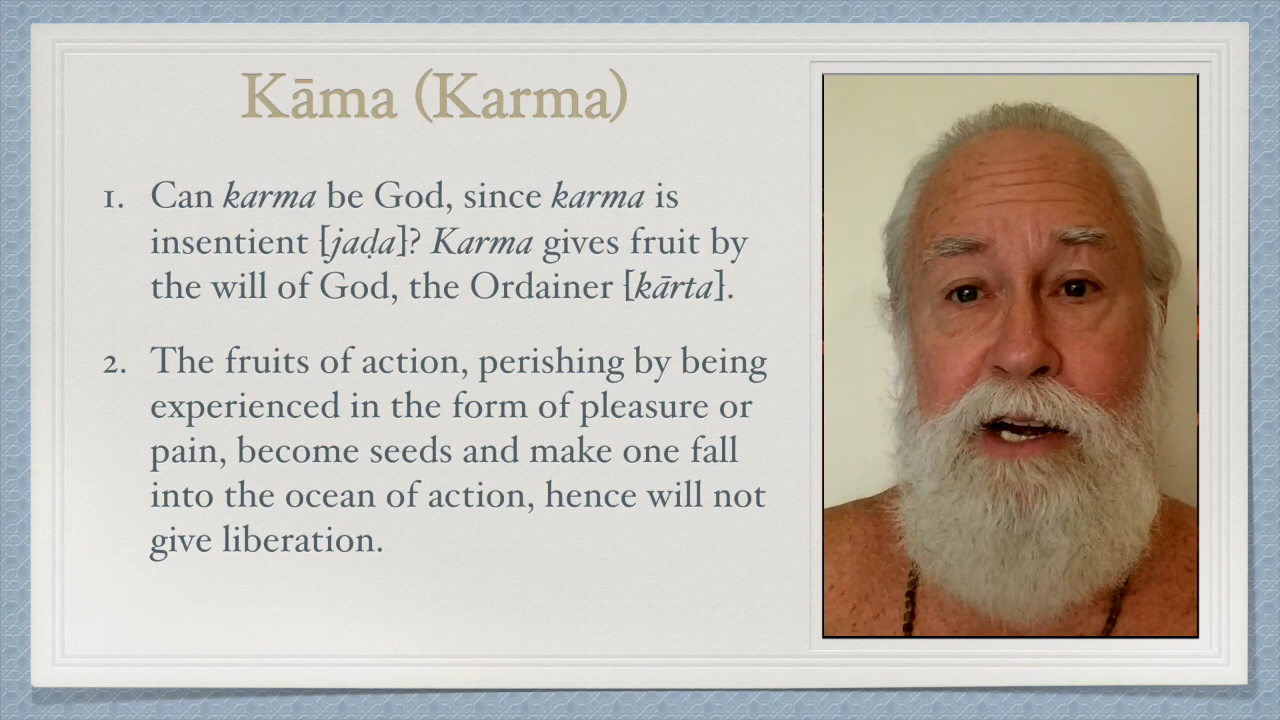 Kāma (Karma)
1. Can karma be God, since karma is
insentient [jaḍa]? Karma gives fruit by
the will of God, the Ordainer [kārta].
2. The fruits of action, perishing by being
experienced in the form of pleasure or
pain, become seeds and make one fall
into the ocean of action, hence will not
give liberation.